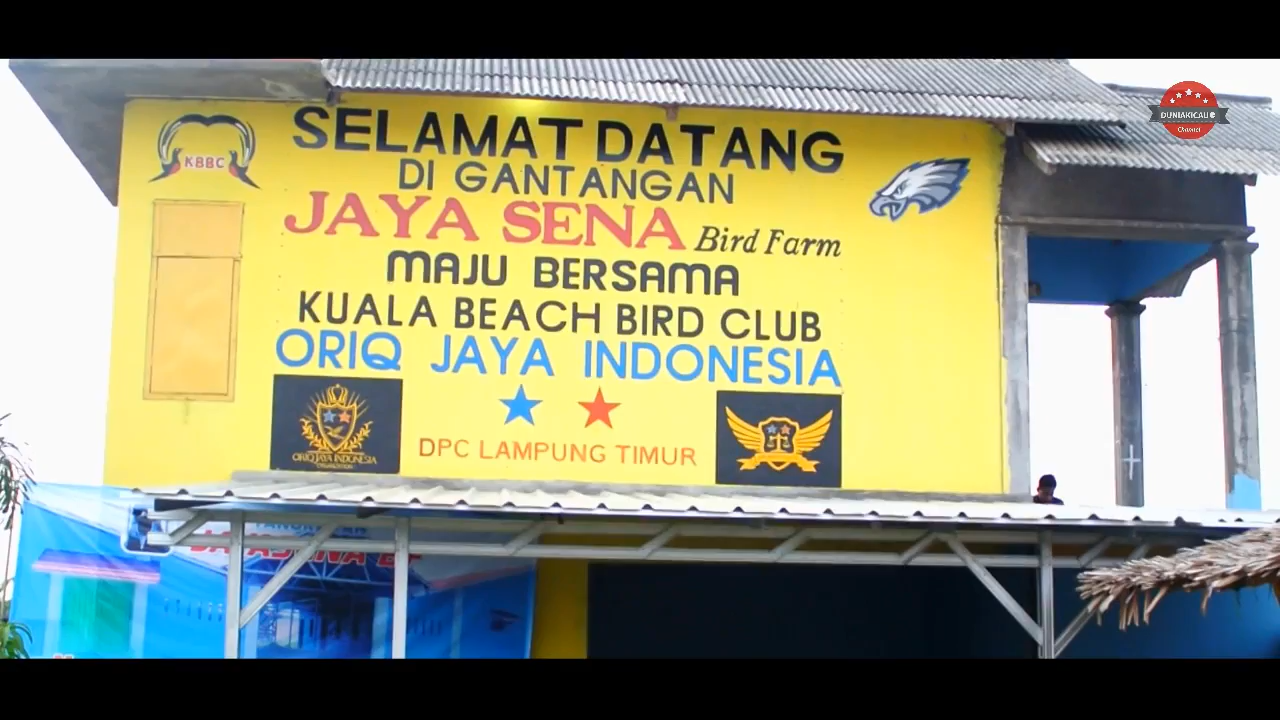 DUNIAKICAU
Channel
KBBC
SELAMAT DATANG
DI GANTANGAN
JAYA SENA Bird Farm
MAJU BERSAMA
KUALA BEACH BIRD CLUB
ORIQ JAYA INDONESIA
DPC LAMPUNG TIMUR
ORIQ JAYA INDONESIA